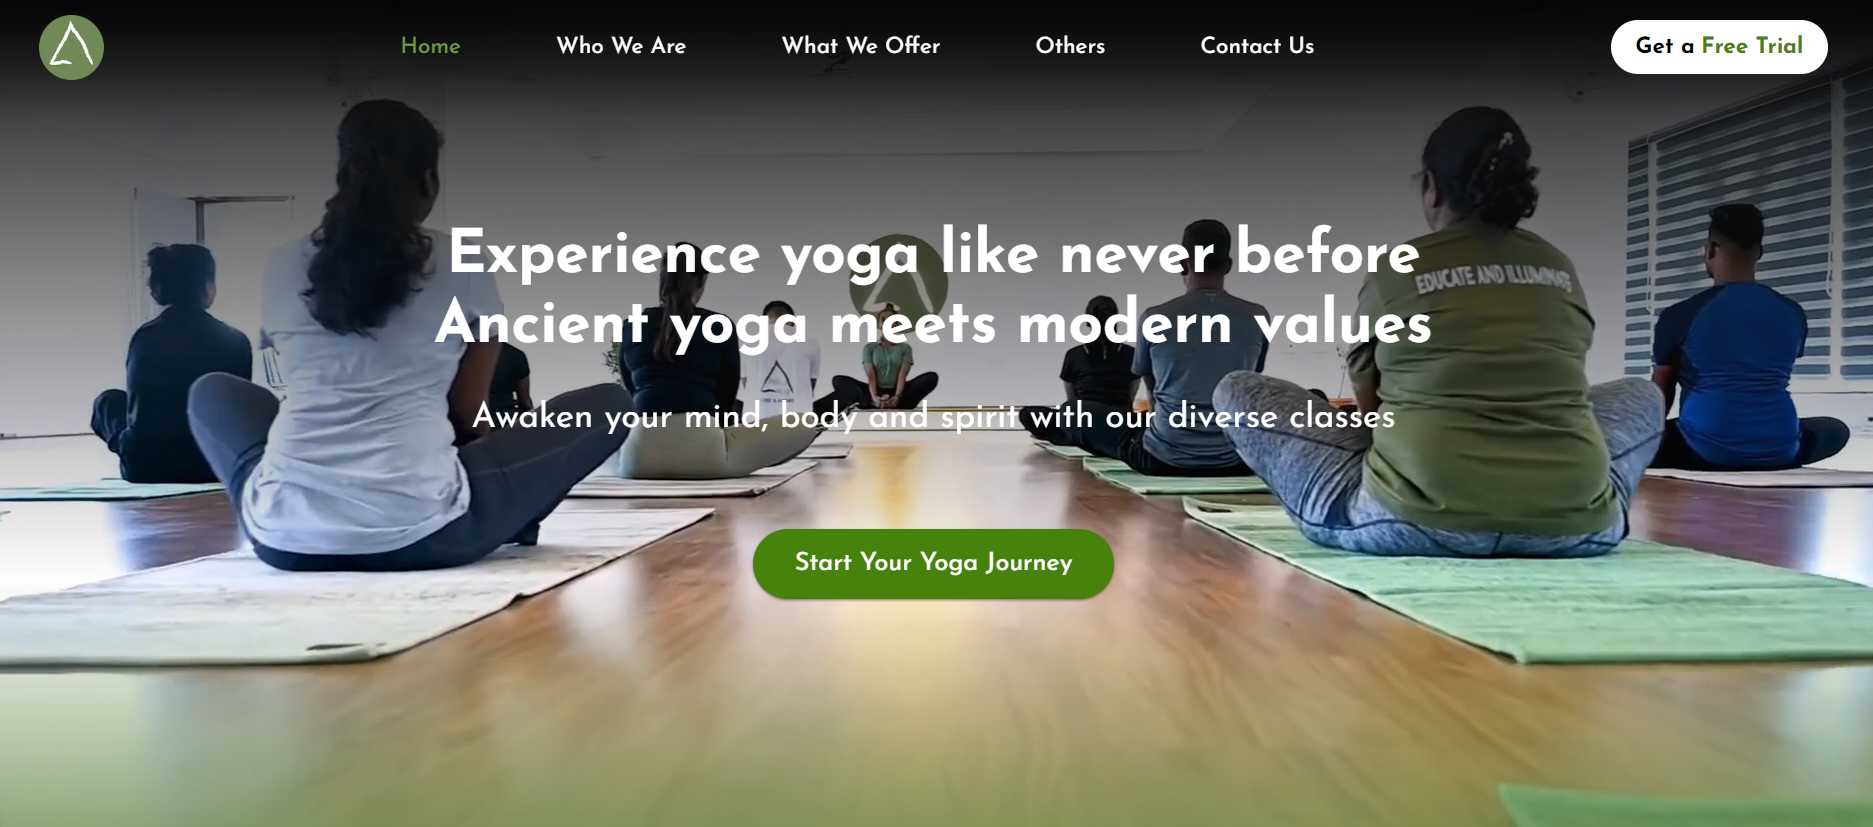 Home
Who We Are
What We Offer
Others
Contact Us
Get a Free Trial
Experience yoga like never before
EDUCATE AND ILLUMINATE
Ancient yoga meets modern values
Awaken your mind, body and spirit with our diverse classes
Start Your Yoga Journey